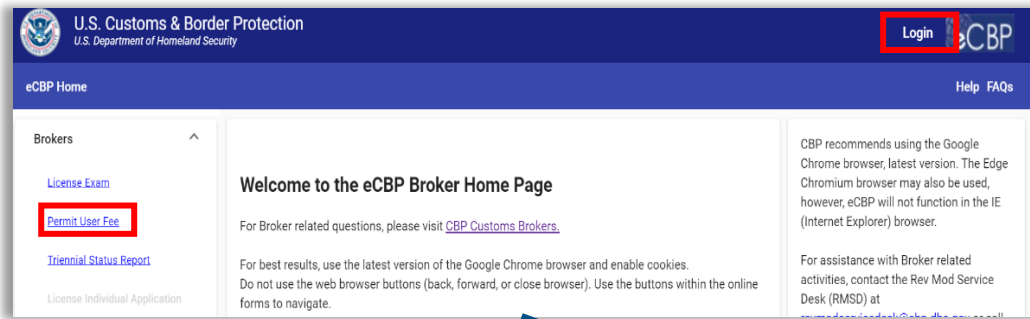 U.S. Customs & Border Protection
U.S. Department of Homeland Security
Login
eCBP
eCBP Home
Help FAQs
Brokers
License Exam
Permit User Fee
Triennial Status Report
License Individual Application
Welcome to the eCBP Broker Home Page
For Broker related questions, please visit CBP Customs Brokers.
For best results, use the latest version of the Google Chrome browser and enable cookies.
Do not use the web browser buttons (back, forward, or close browser). Use the buttons within the online
forms to navigate.
CBP recommends using the Google
Chrome browser, latest version. The Edge
Chromium browser may also be used,
however, eCBP will not function in the IE
(Internet Explorer) browser.
For assistance with Broker related
activities, contact the Rev Mod Service
Desk (RMSD) at